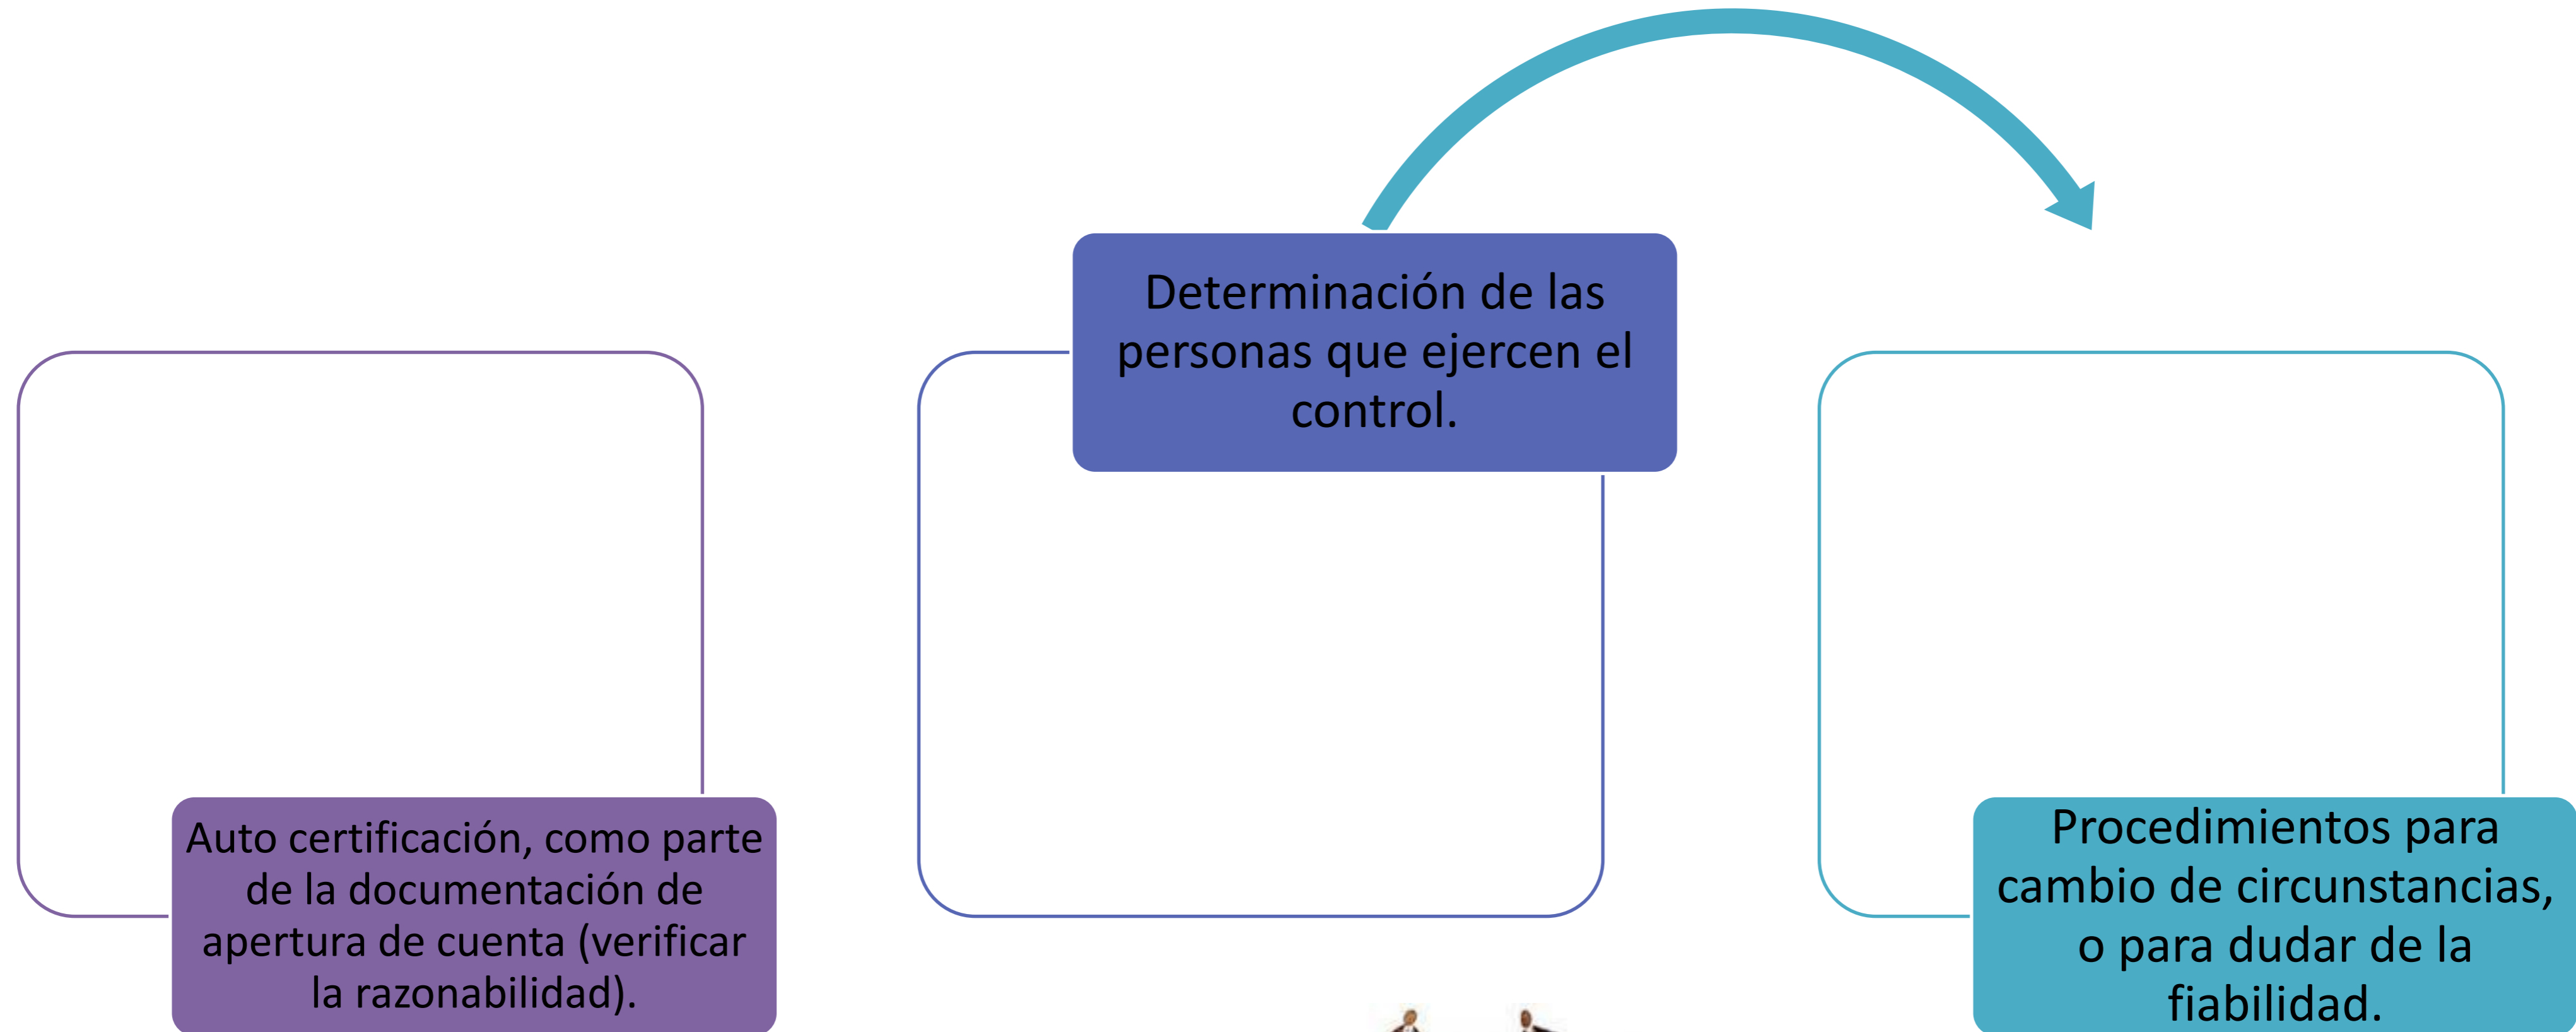 Auto certificación, como parte
de la documentación de
apertura de cuenta (verificar
la razonabilidad).
Determinación de las
personas que ejercen el
control.
Procedimientos para
cambio de circunstancias,
o para dudar de la
fiabilidad.